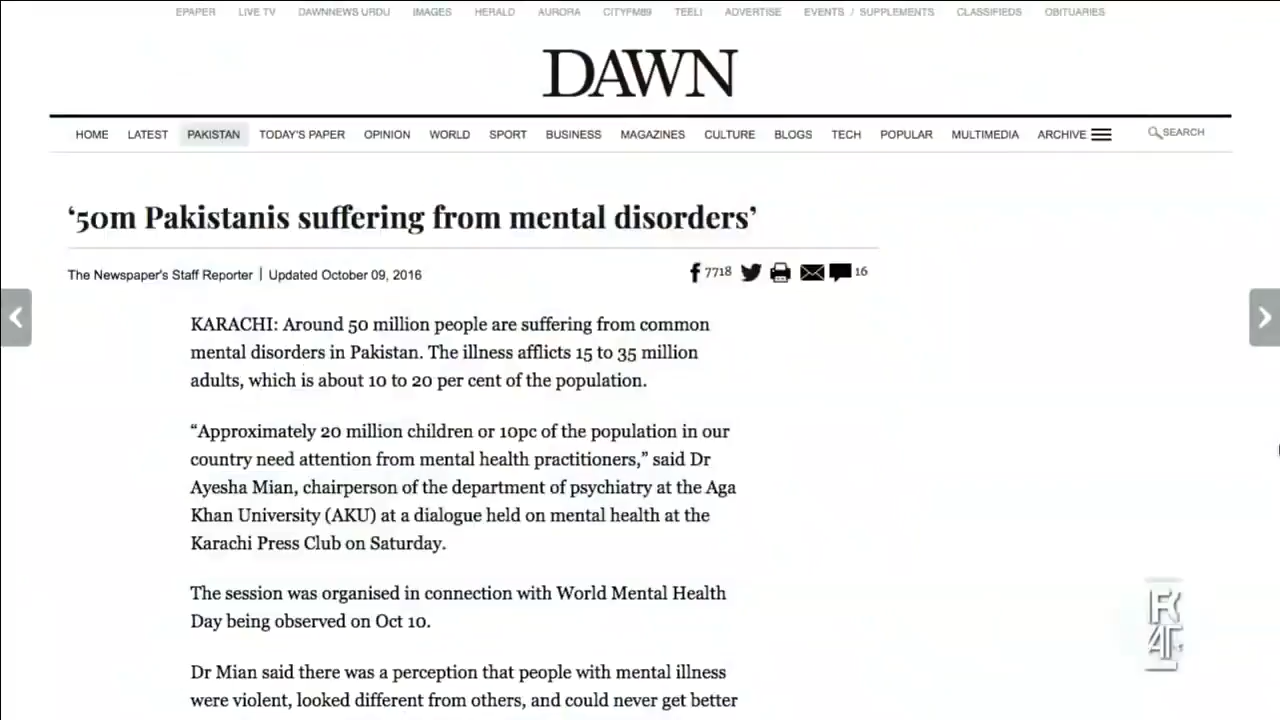 EPAPER LIVE TV DAWNNEWS URDU IMAGES HERALD AURORA CITYFM89 TEELI ADVERTISE EVENTS / SUPPLEMENTS CLASSIFIEDS OBITUARIES
DAWN
HOME LATEST PAKISTAN TODAY'S PAPER OPINION WORLD SPORT BUSINESS MAGAZINES CULTURE BLOGS TECH POPULAR MULTIMEDIA ARCHIVE SEARCH
‘50m Pakistanis suffering from mental disorders’
The Newspaper's Staff Reporter | Updated October 09, 2016 7718 16
KARACHI: Around 50 million people are suffering from common
mental disorders in Pakistan. The illness afflicts 15 to 35 million
adults, which is about 10 to 20 per cent of the population.
“Approximately 20 million children or 10pc of the population in our
country need attention from mental health practitioners,” said Dr
Ayesha Mian, chairperson of the department of psychiatry at the Aga
Khan University (AKU) at a dialogue held on mental health at the
Karachi Press Club on Saturday.
The session was organised in connection with World Mental Health
Day being observed on Oct 10.
Dr Mian said there was a perception that people with mental illness
were violent, looked different from others, and could never get better